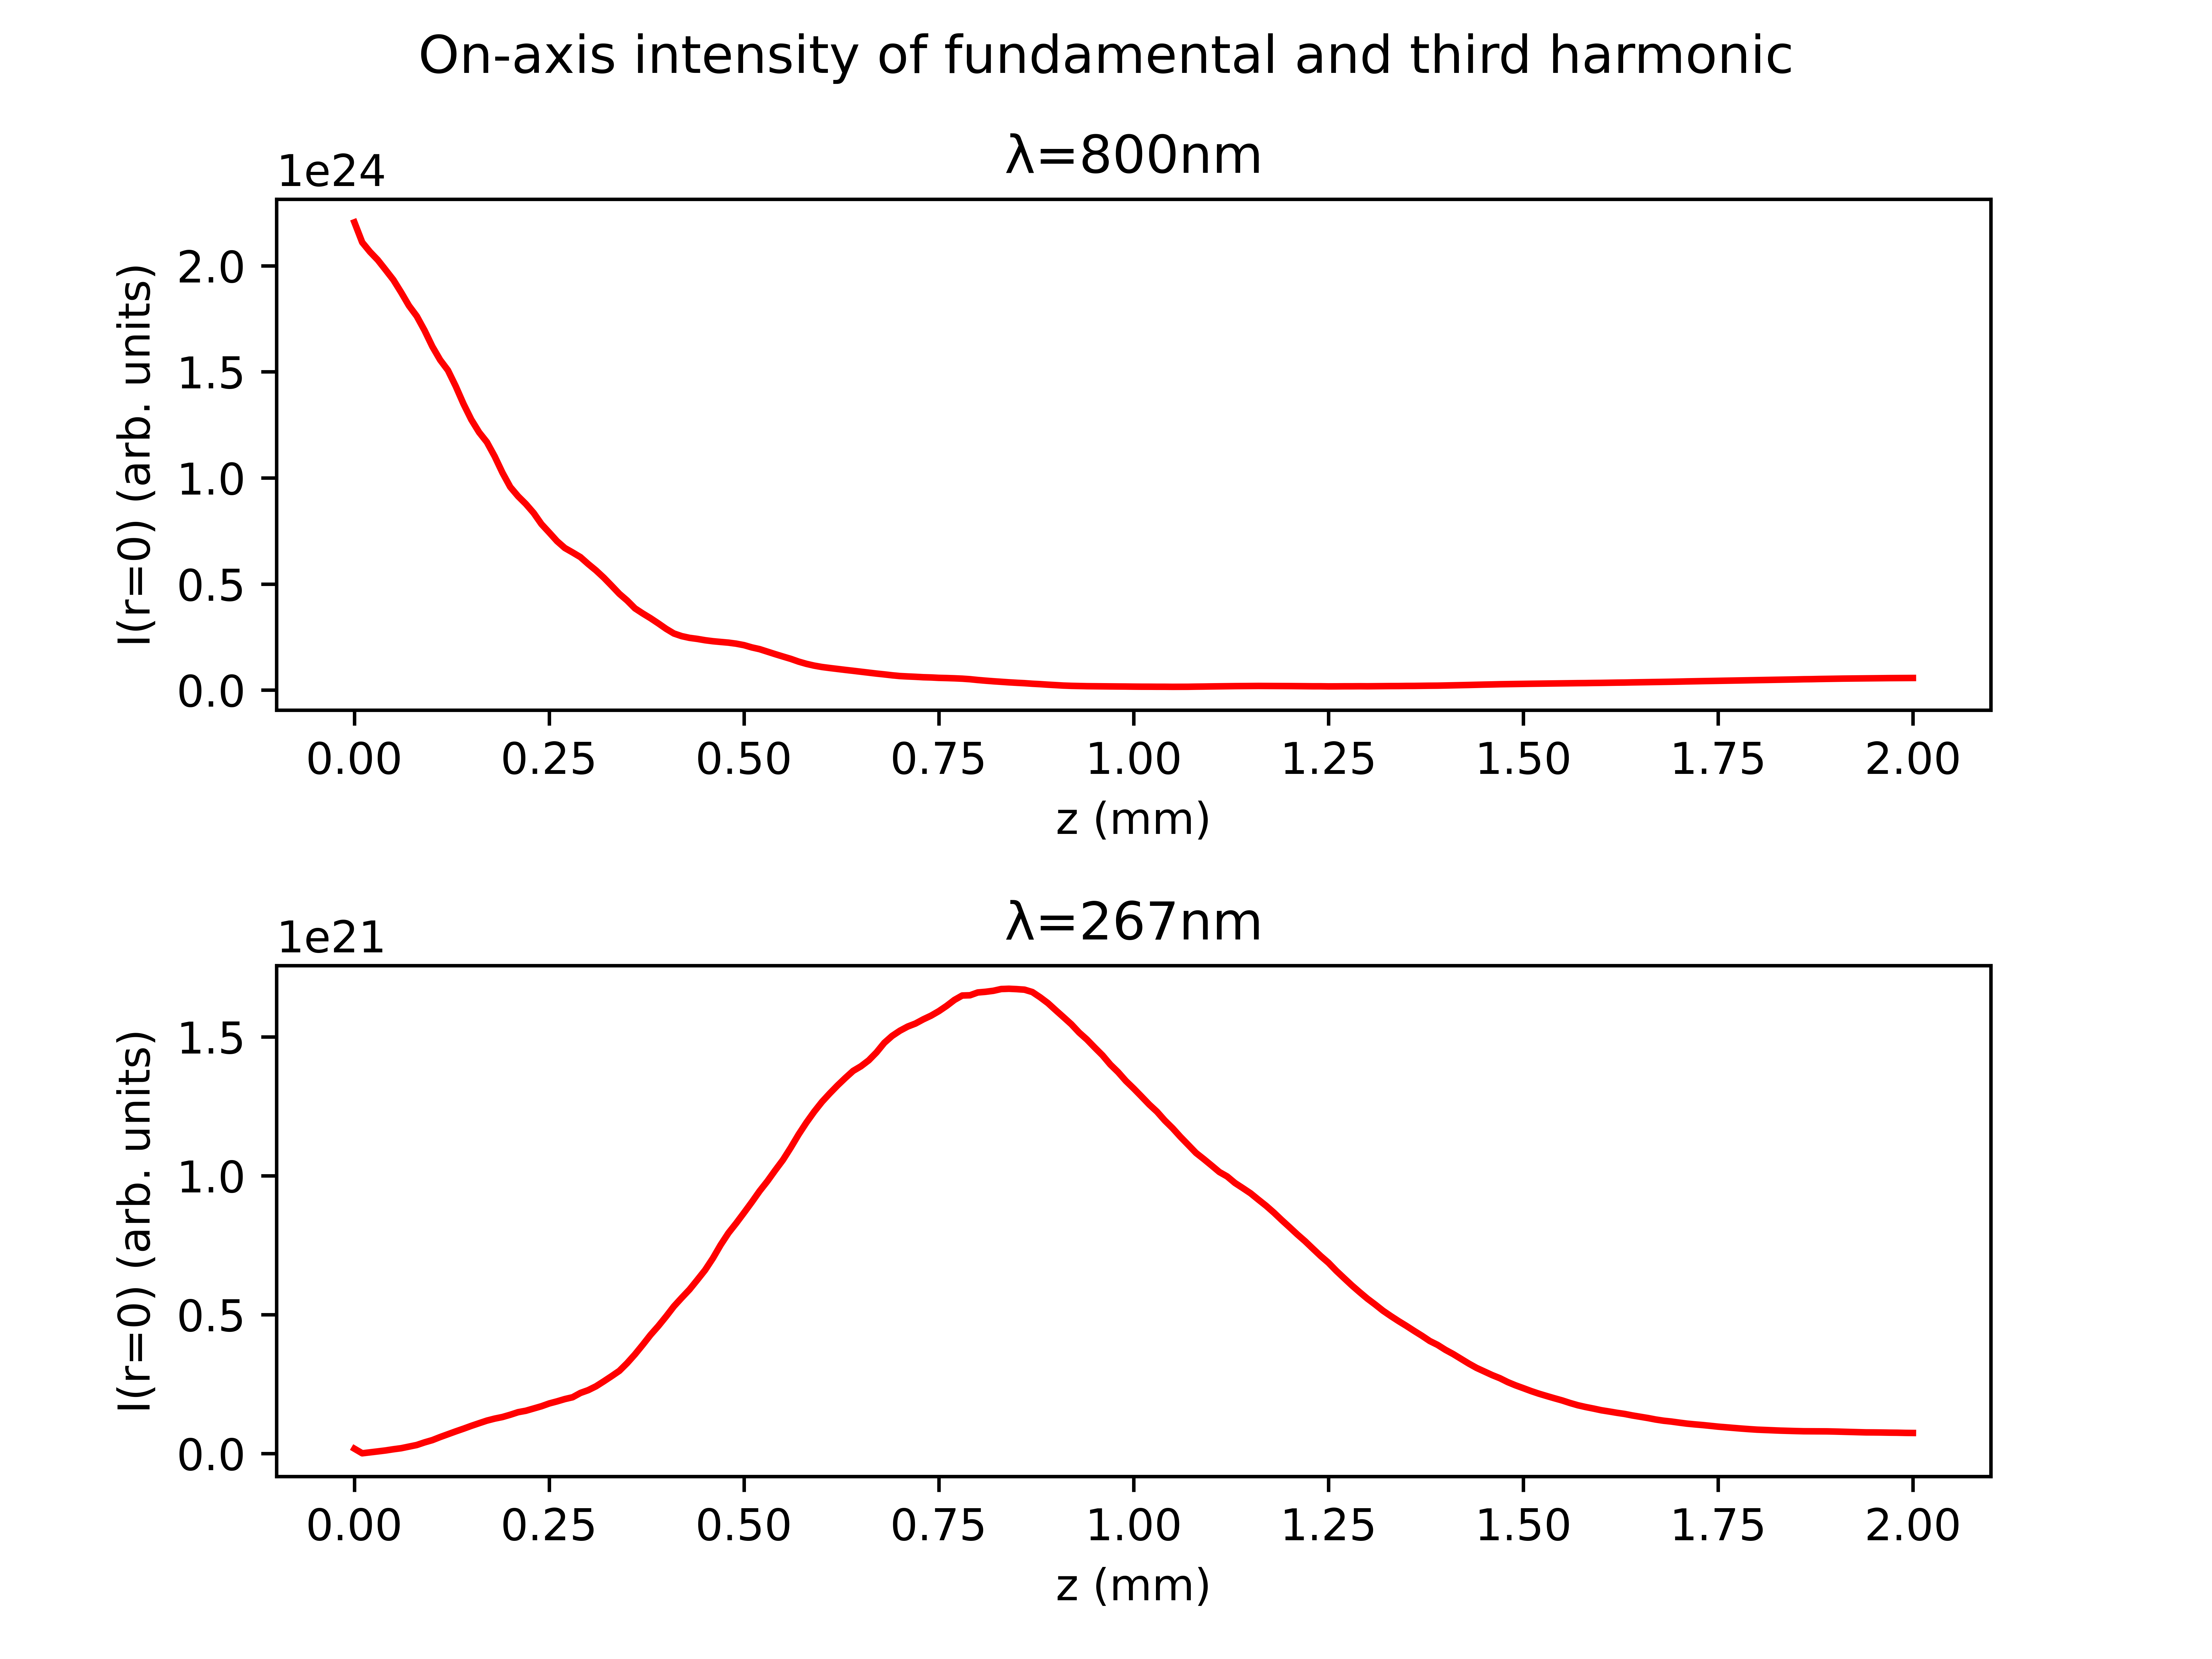 On-axis intensity of fundamental and third harmonic
λ=800nm
1e24
I(r=0) (arb. units)
2.0
1.5
1.0
0.5
0.0
0.00 0.25 0.50 0.75 1.00 1.25 1.50 1.75 2.00
z (mm)
λ=267nm
1e21
I(r=0) (arb. units)
1.5
1.0
0.5
0.0
0.00 0.25 0.50 0.75 1.00 1.25 1.50 1.75 2.00
z (mm)